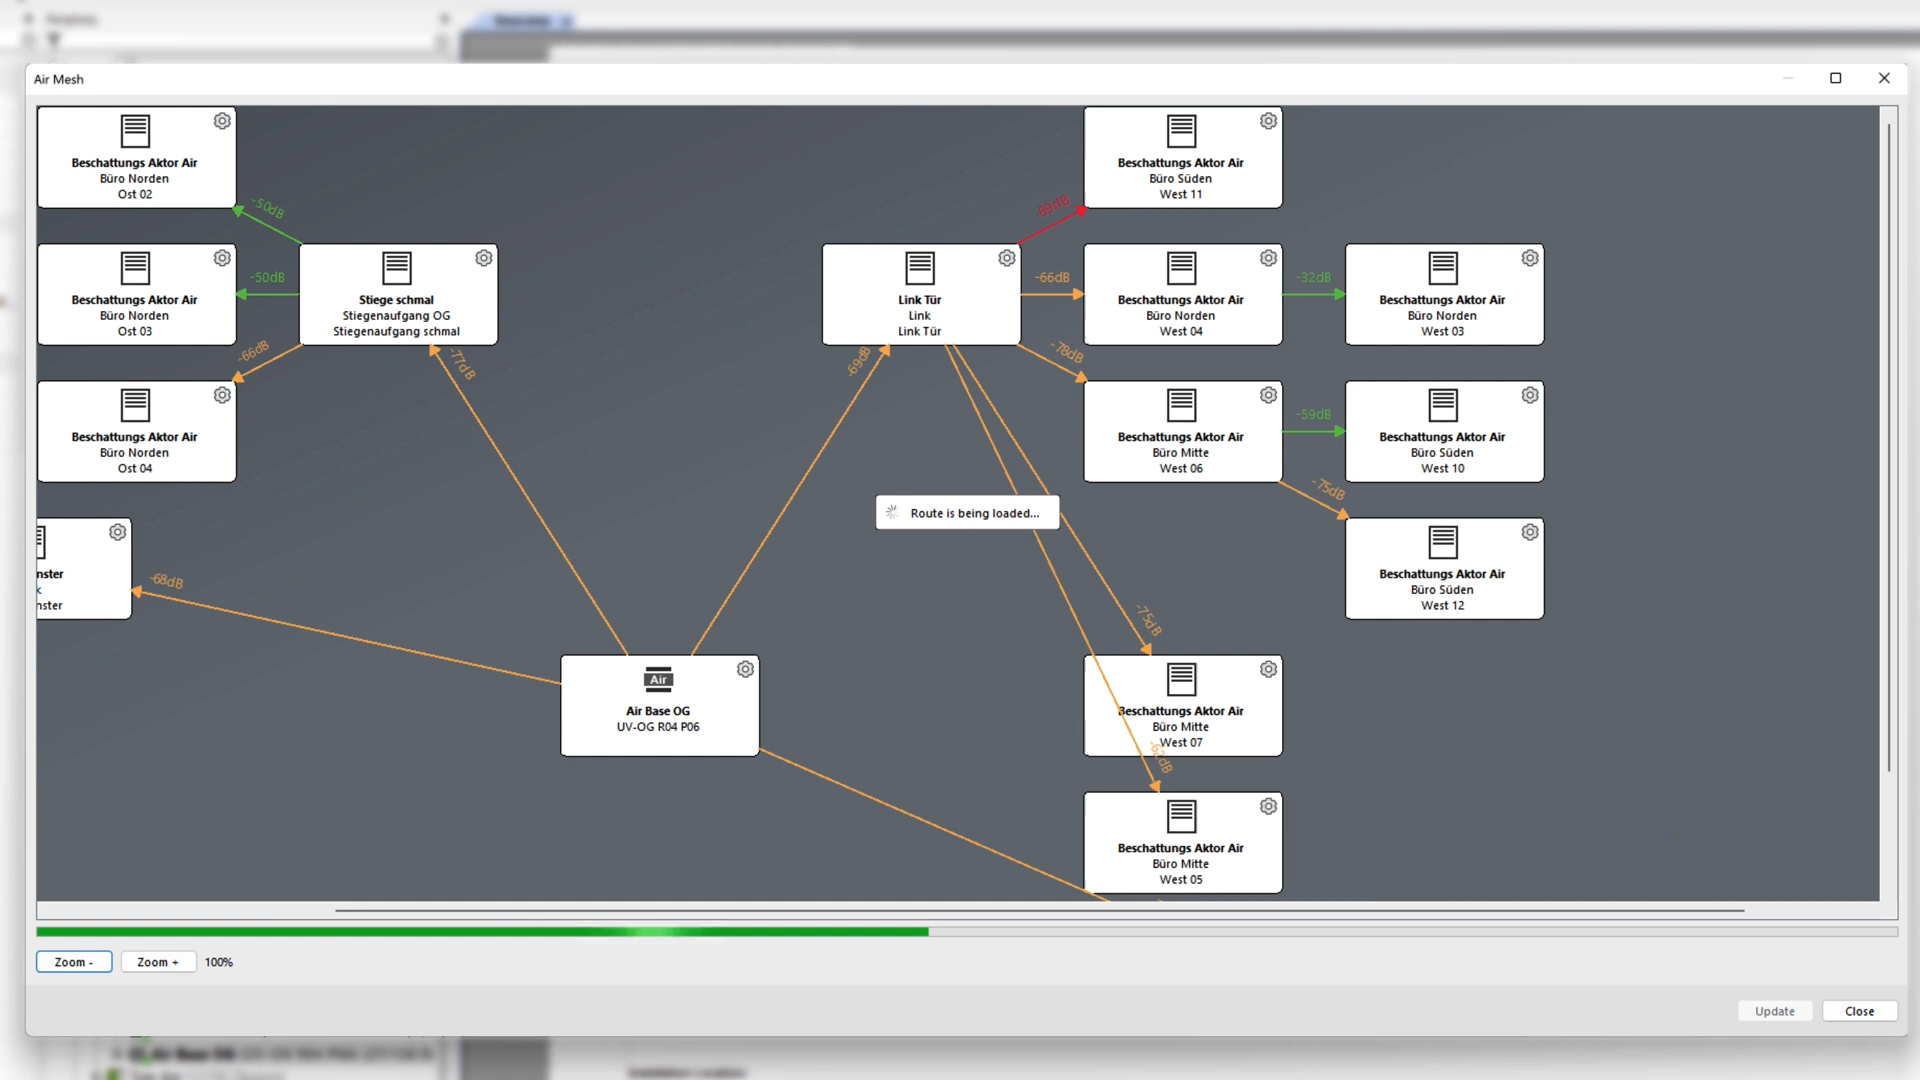 Air Mesh
Beschattungs Aktor Air
Büro Norden
Ost 02
Beschattungs Aktor Air
Büro Süden
West 11
-50dB
-89dB
Beschattungs Aktor Air
Büro Norden
Ost 03
-50dB
Stiege schmal
Stiegenaufgang OG
Stiegenaufgang schmal
Link Tür
Link
Link Tür
-66dB
Beschattungs Aktor Air
Büro Norden
West 04
-32dB
Beschattungs Aktor Air
Büro Norden
West 03
-66dB
-77dB
-69dB
-78dB
Beschattungs Aktor Air
Büro Norden
Ost 04
Beschattungs Aktor Air
Büro Mitte
West 06
-59dB
Beschattungs Aktor Air
Büro Süden
West 10
-75dB
Route is being loaded...
nster
k
nster
-68dB
Beschattungs Aktor Air
Büro Süden
West 12
-75dB
Air
Air Base OG
UV-OG R04 P06
Beschattungs Aktor Air
Büro Mitte
West 07
-62dB
Beschattungs Aktor Air
Büro Mitte
West 05
Zoom -
Zoom +
100%
Update
Close